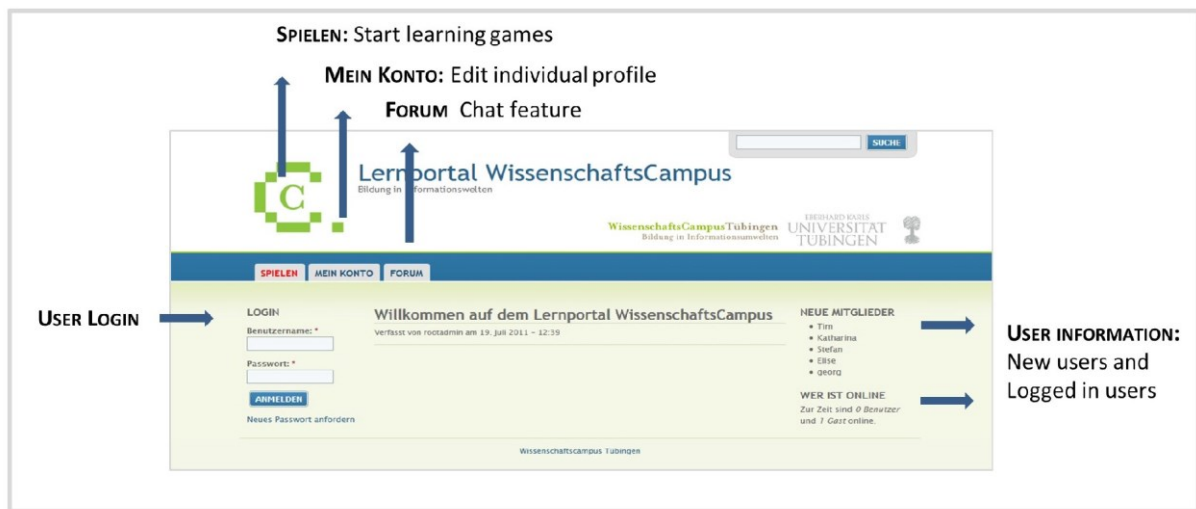 SPIELEN: Start learning games
MEIN KONTO: Edit individual profile
FORUM Chat feature
SUCHE
C
Lernportal WissenschaftsCampus
Bildung in Informationswelten
WissenschaftsCampusTübingen
Bildung in Informationsumwelten
EBERHARD KARLS
UNIVERSITÄT
TÜBINGEN
SPIELEN MEIN KONTO FORUM
USER LOGIN
LOGIN
Benutzername: *
Passwort: *
ANMELDEN
Neues Passwort anfordern
Willkommen auf dem Lernportal WissenschaftsCampus
Verfasst von rootadmin am 19. Juli 2011 – 12:39
NEUE MITGLIEDER
• Tim
• Katharina
• Stefan
• Elise
• georg
WER IST ONLINE
Zur Zeit sind 0 Benutzer
und 1 Gast online.
USER INFORMATION:
New users and
Logged in users
Wissenschaftscampus Tübingen